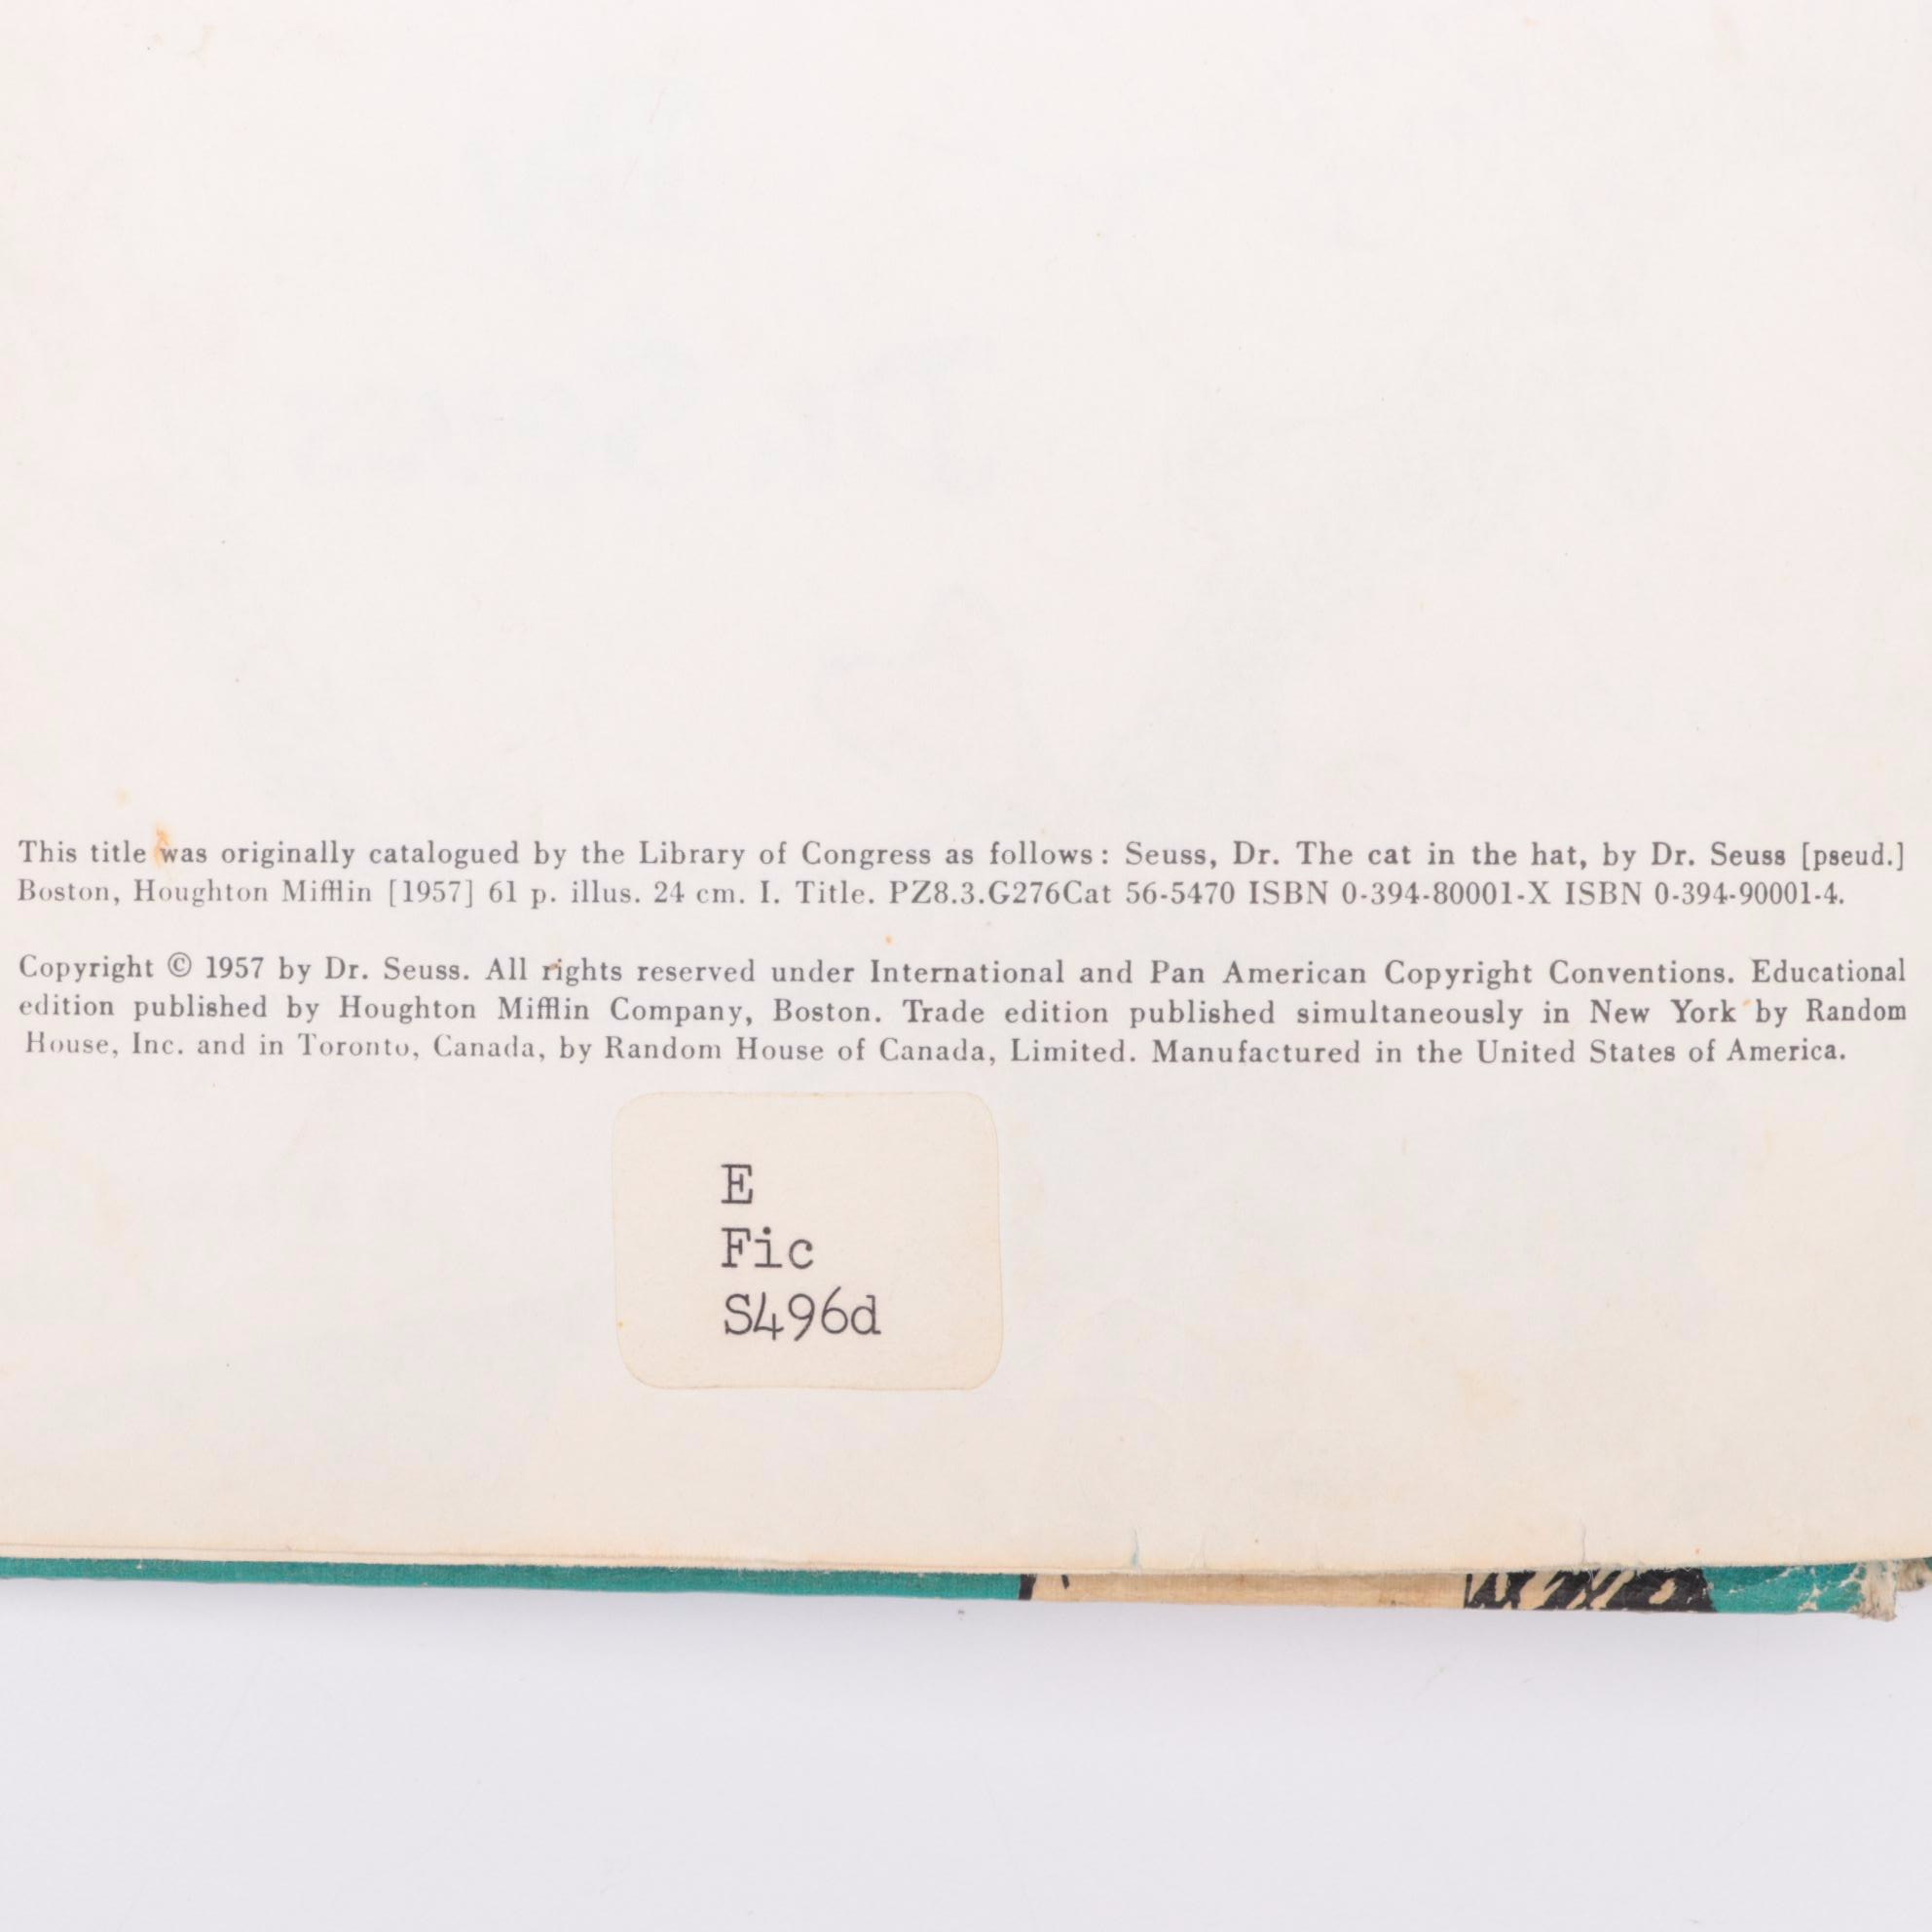 This title was originally catalogued by the Library of Congress as follows: Seuss, Dr. The cat in the hat, by Dr. Seuss [pseud.]
Boston, Houghton Mifflin [1957] 61 p. illus. 24 cm. I. Title. PZ8.3.G276Cat 56-5470 ISBN 0-394-80001-X ISBN 0-394-90001-4.
Copyright © 1957 by Dr. Seuss. All rights reserved under International and Pan American Copyright Conventions. Educational
edition published by Houghton Mifflin Company, Boston. Trade edition published simultaneously in New York by Random
House, Inc. and in Toronto, Canada, by Random House of Canada, Limited. Manufactured in the United States of America.
E
Fic
S496d